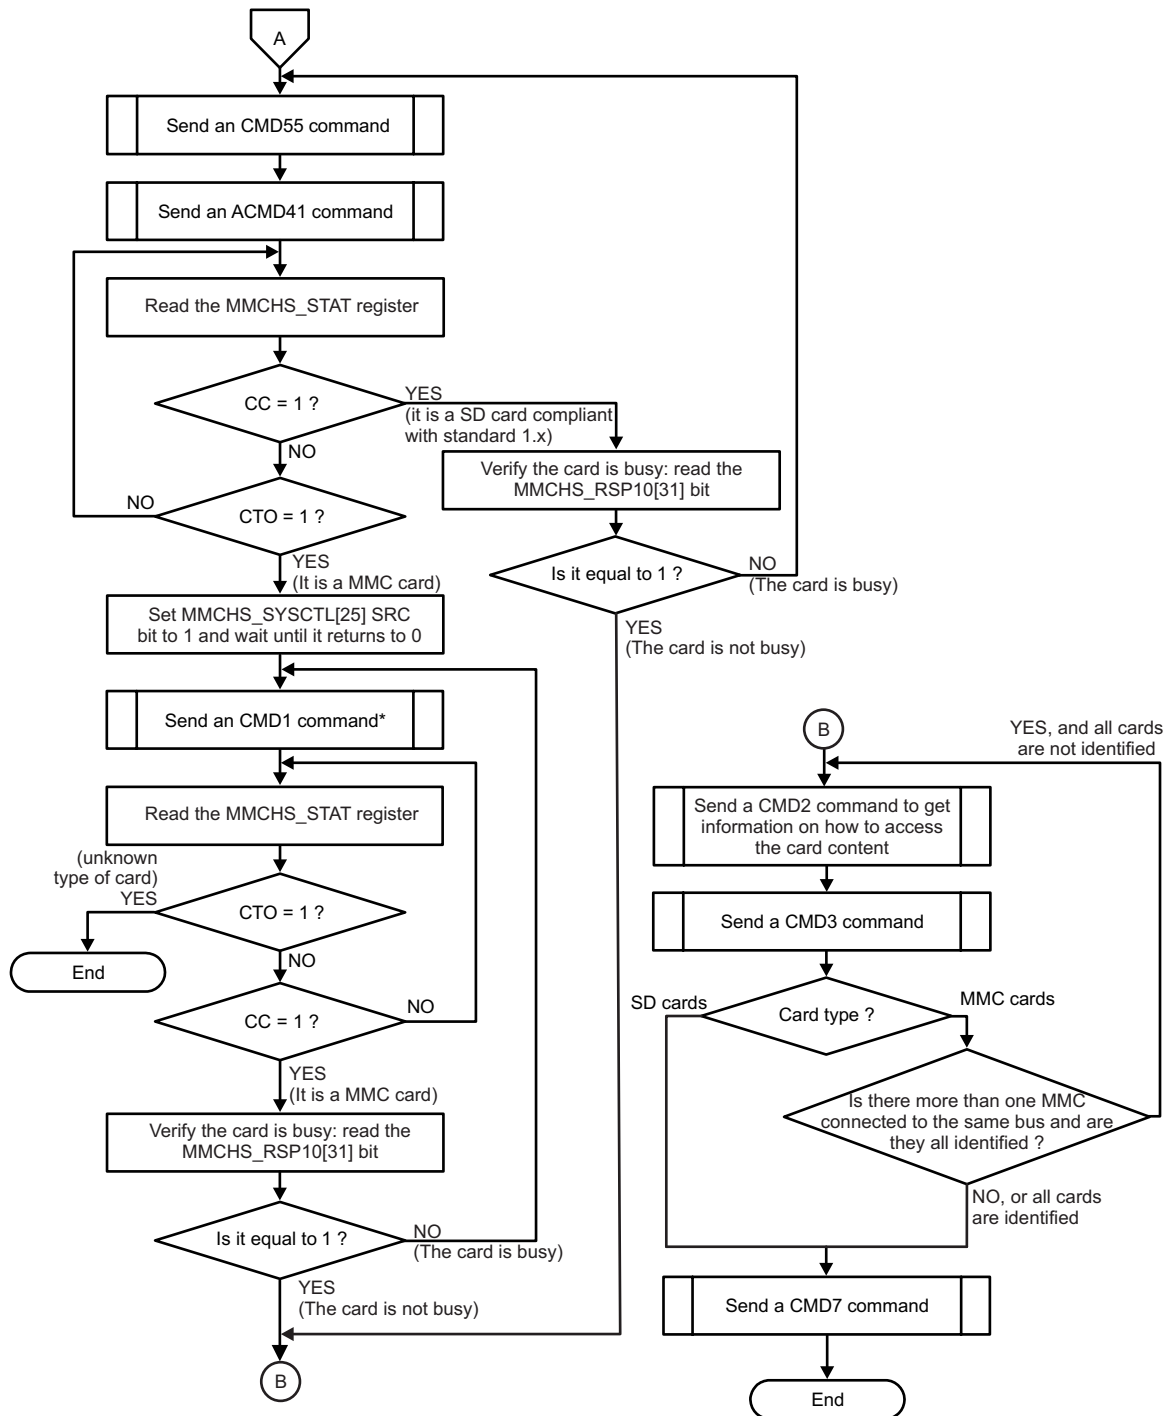 A
Send an CMD55 command
Send an ACMD41 command
Read the MMCHS_STAT register
CC = 1 ?
YES
(it is a SD card compliant
with standard 1.x)
NO
Verify the card is busy: read the
MMCHS_RSP10[31] bit
NO
CTO = 1 ?
YES
(It is a MMC card)
Is it equal to 1 ?
NO
(The card is busy)
YES
(The card is not busy)
Set MMCHS_SYSCTL[25] SRC
bit to 1 and wait until it returns to 0
Send an CMD1 command*
Read the MMCHS_STAT register
(unknown
type of card)
YES
CTO = 1 ?
End
NO
CC = 1 ?
NO
YES
(It is a MMC card)
Verify the card is busy: read the
MMCHS_RSP10[31] bit
Is it equal to 1 ?
NO
(The card is busy)
YES
(The card is not busy)
B
B
YES, and all cards
are not identified
Send a CMD2 command to get
information on how to access
the card content
Send a CMD3 command
SD cards
Card type ?
MMC cards
Is there more than one MMC
connected to the same bus and are
they all identified ?
NO, or all cards
are identified
Send a CMD7 command
End